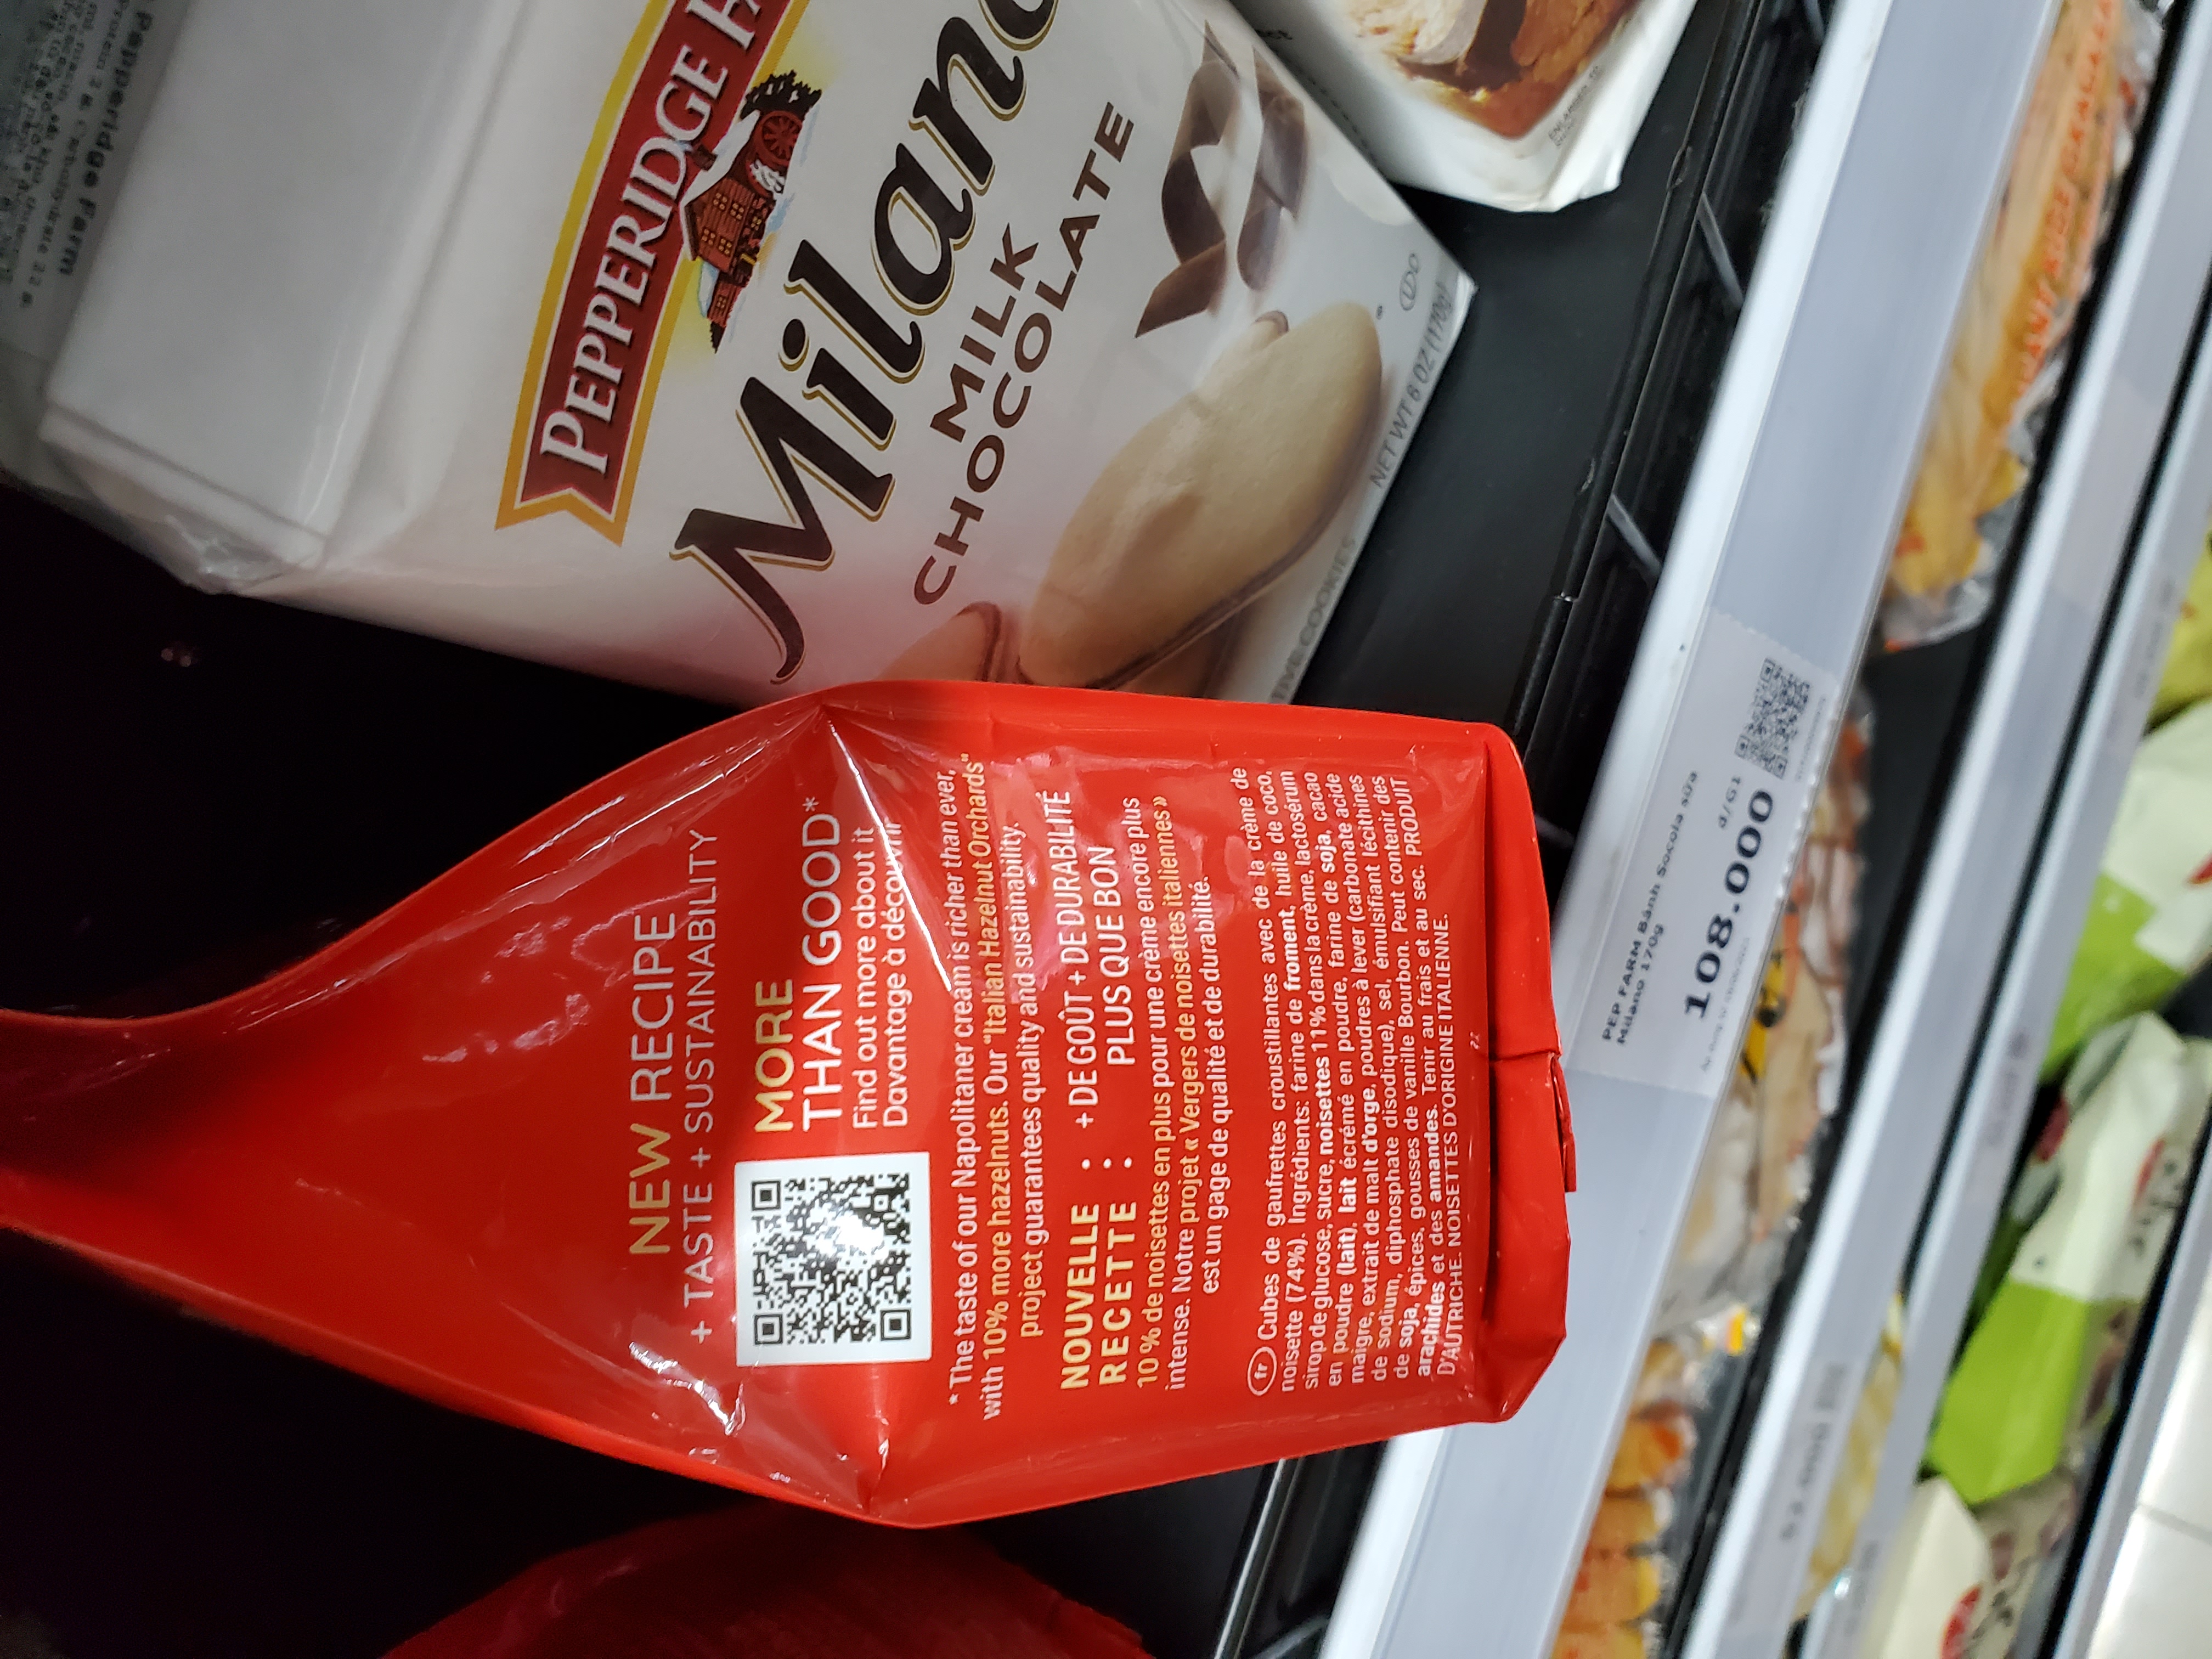 NEW RECIPE
+ TASTE + SUSTAINABILITY
MORE
THAN GOOD*
Find out more about it
Davantage à découvrir
* The taste of our Napolitaner cream is richer than ever,
with 10% more hazelnuts. Our "Italian Hazelnut Orchards"
project guarantees quality and sustainability.
NOUVELLE : + DE GOÛT + DE DURABILITÉ
RECETTE : PLUS QUE BON
10 % de noisettes en plus pour une crème encore plus
intense. Notre projet « Vergers de noisettes italiennes »
est un gage de qualité et de durabilité.
fr Cubes de gaufrettes croustillantes avec de la crème de
noisette (74%). Ingrédients: farine de froment, huile de coco,
sirop de glucose, sucre, noisettes 11% dans la crème, lactosérum
en poudre (lait), lait écrémé en poudre, farine de soja, cacao
maigre, extrait de malt d'orge, poudres à lever (carbonate acide
de sodium, diphosphate disodique), sel, émulsifiant lécithines
de soja, épices, gousses de vanille Bourbon. Peut contenir des
arachides et des amandes. Tenir au frais et au sec. PRODUIT
D'AUTRICHE. NOISETTES D'ORIGINE ITALIENNE.
Pepperidge Farm
PEPPERIDGE
Milano
MILK
CHOCOLATE
COOKIES
NET WT 6 OZ (170g)
PEP FARM Bánh Socola sữa
Milano 170g
đ/G1
108.000